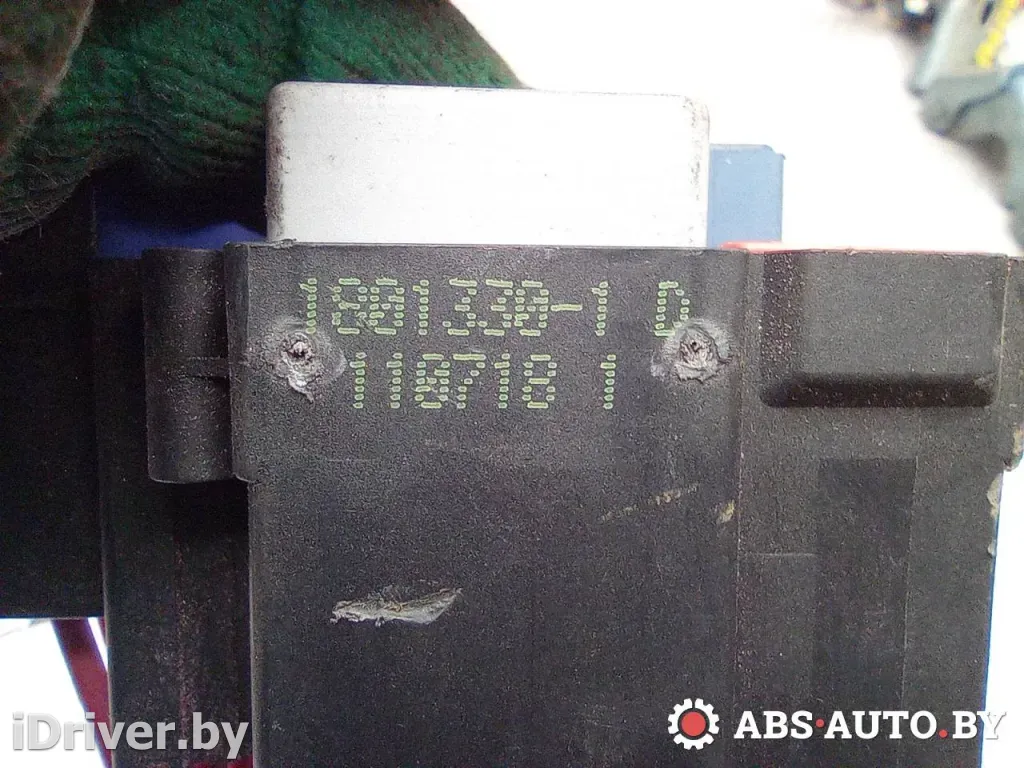 1801330-1 D
110718 1
iDriver.by
ABS·AUTO.BY